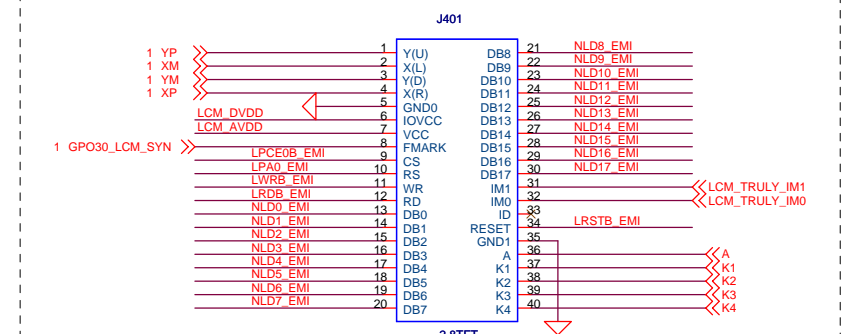 J401
1 YP 1 Y(U) DB8 21 NLD8_EMI
1 XM 2 X(L) DB9 22 NLD9_EMI
1 YM 3 Y(D) DB10 23 NLD10_EMI
1 XP 4 X(R) DB11 24 NLD11_EMI
5 GND0 DB12 25 NLD12_EMI
LCM_DVDD 6 IOVCC DB13 26 NLD13_EMI
LCM_AVDD 7 VCC DB14 27 NLD14_EMI
1 GPO30_LCM_SYN 8 FMARK DB15 28 NLD15_EMI
LPCE0B_EMI 9 CS DB16 29 NLD16_EMI
LPA0_EMI 10 RS DB17 30 NLD17_EMI
LWRB_EMI 11 WR IM1 31 LCM_TRULY_IM1
LRDB_EMI 12 RD IM0 32 LCM_TRULY_IM0
NLD0_EMI 13 DB0 ID 33
NLD1_EMI 14 DB1 RESET 34 LRSTB_EMI
NLD2_EMI 15 DB2 GND1 35
NLD3_EMI 16 DB3 A 36 A
NLD4_EMI 17 DB4 K1 37 K1
NLD5_EMI 18 DB5 K2 38 K2
NLD6_EMI 19 DB6 K3 39 K3
NLD7_EMI 20 DB7 K4 40 K4
2.8TFT